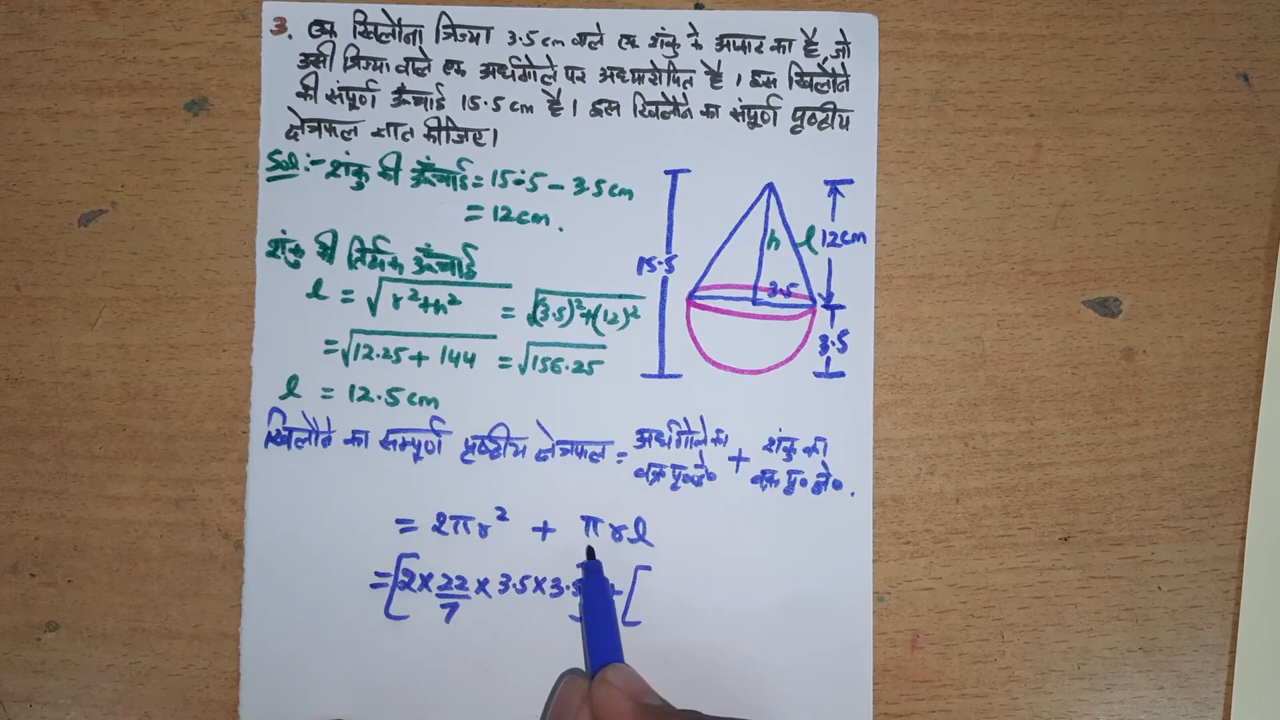 3. एक खिलौना त्रिज्या 3.5 cm वाले एक शंकु के आकार का है, जो
उसी त्रिज्या वाले एक अर्धगोले पर अध्यारोपित है। इस खिलौने
की संपूर्ण ऊँचाई 15.5 cm है। इस खिलौने का संपूर्ण पृष्ठीय
क्षेत्रफल ज्ञात कीजिए।
Sol:- शंकु की ऊँचाई = 15.5 - 3.5 cm
= 12 cm.
शंकु की तिर्यक ऊँचाई
l = √r²+h² = √(3.5)²+(12)²
= √12.25 + 144 = √156.25
l = 12.5 cm
15.5
h
l
12cm
3.5
3.5
खिलौने का सम्पूर्ण पृष्ठीय क्षेत्रफल = अर्धगोले का वक्र पृ०क्षे० + शंकु का वक्र पृ० क्षे०.
= 2πr² + πrl
= [2 × 22/7 × 3.5 × 3.5 + [